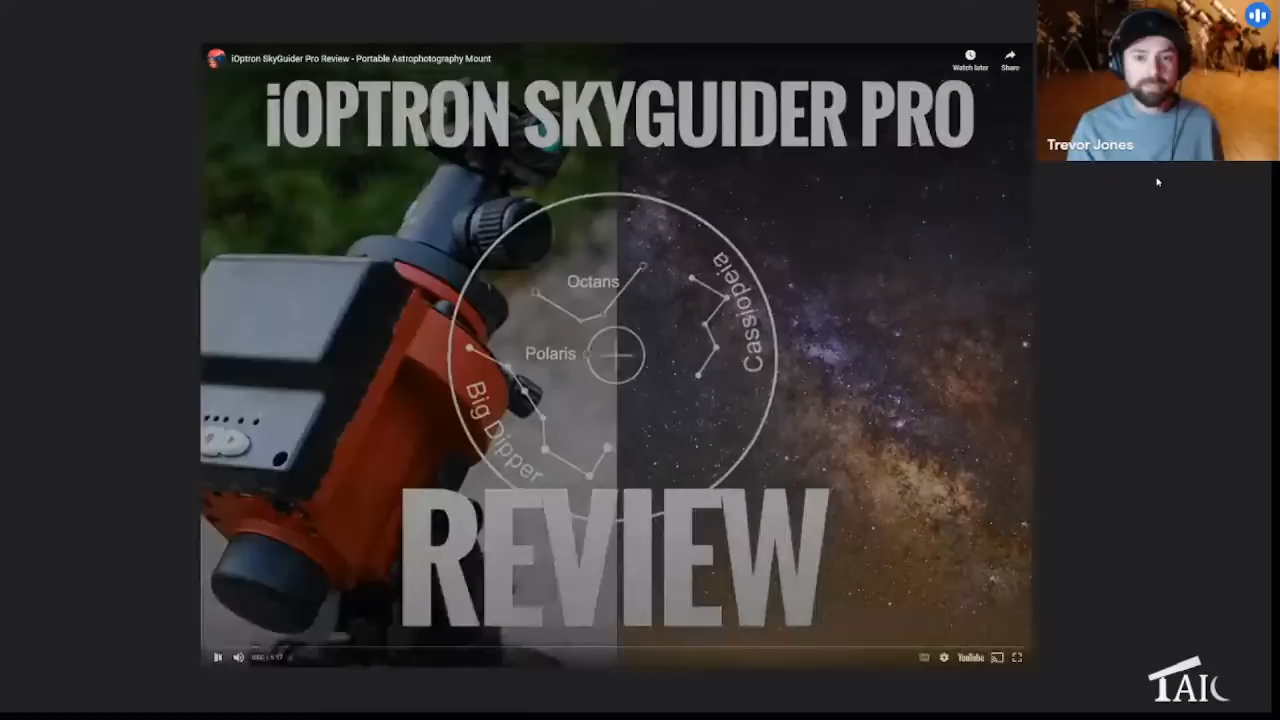 iOptron SkyGuider Pro Review - Portable Astrophotography Mount
Watch later
Share
iOPTRON SKYGUIDER PRO
Trevor Jones
Octans
Cassiopeia
Polaris
Big Dipper
REVIEW
YouTube
TAIC